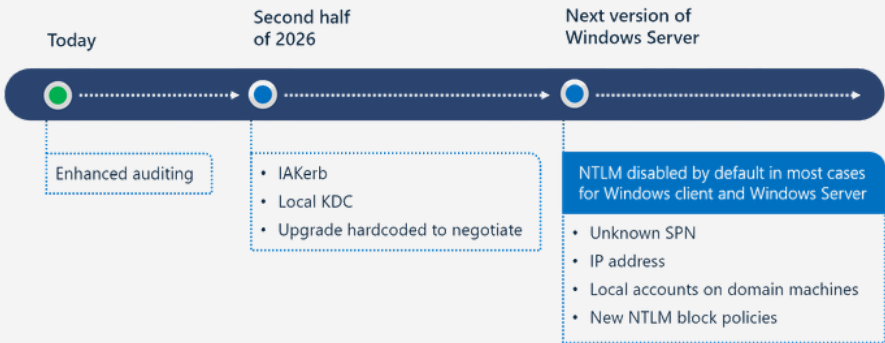 Today
Second half
of 2026
Next version of
Windows Server
Enhanced auditing
• IAKerb
• Local KDC
• Upgrade hardcoded to negotiate
NTLM disabled by default in most cases
for Windows client and Windows Server
• Unknown SPN
• IP address
• Local accounts on domain machines
• New NTLM block policies